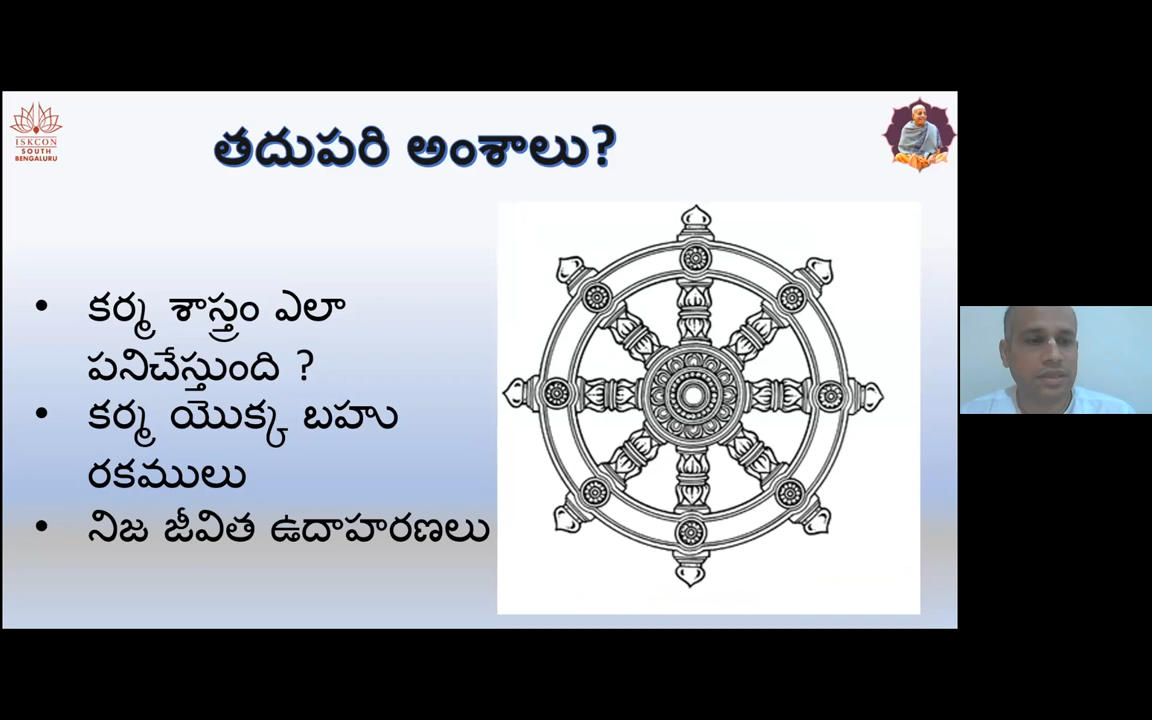 ISKCON
SOUTH
BENGALURU
తదుపరి అంశాలు?
• కర్మ శాస్త్రం ఎలా
పనిచేస్తుంది ?
• కర్మ యొక్క బహు
రకములు
• నిజ జీవిత ఉదాహరణలు